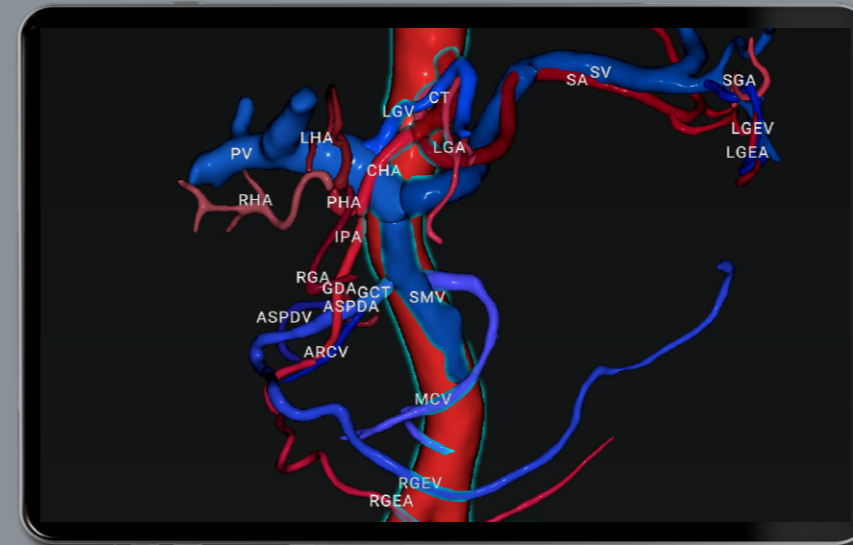 SV
SA
SGA
CT
LGV
LGEV
LHA
LGA
PV
LGEA
CHA
RHA
PHA
IPA
RGA
GDA
GCT
SMV
ASPDA
ASPDV
ARCV
MCV
RGEV
RGEA